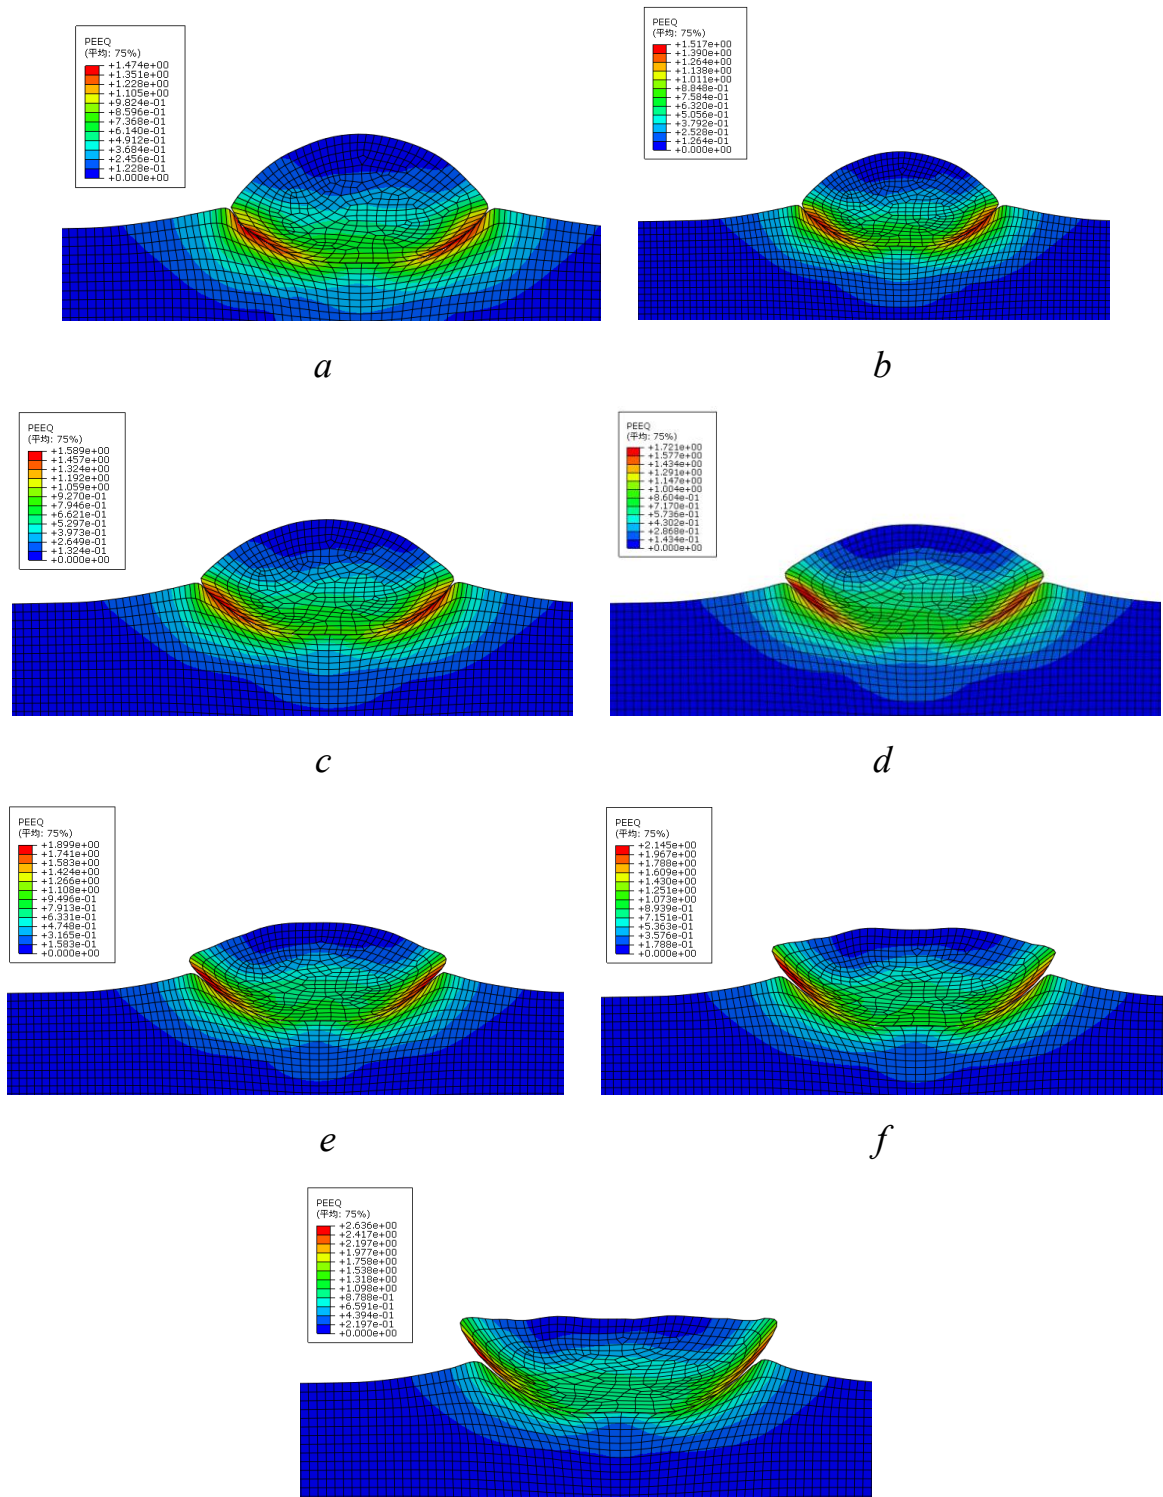 PEEQ
(平均: 75%)
+1.474e+00
+1.351e+00
+1.228e+00
+1.105e+00
+9.824e-01
+8.596e-01
+7.368e-01
+6.140e-01
+4.912e-01
+3.684e-01
+2.456e-01
+1.228e-01
+0.000e+00
a
PEEQ
(平均: 75%)
+1.517e+00
+1.390e+00
+1.264e+00
+1.138e+00
+1.011e+00
+8.848e-01
+7.584e-01
+6.320e-01
+5.056e-01
+3.792e-01
+2.528e-01
+1.264e-01
+0.000e+00
b
PEEQ
(平均: 75%)
+1.589e+00
+1.457e+00
+1.324e+00
+1.192e+00
+1.059e+00
+9.270e-01
+7.946e-01
+6.621e-01
+5.297e-01
+3.973e-01
+2.649e-01
+1.324e-01
+0.000e+00
c
PEEQ
(平均: 75%)
+1.721e+00
+1.577e+00
+1.434e+00
+1.291e+00
+1.147e+00
+1.004e+00
+8.604e-01
+7.170e-01
+5.736e-01
+4.302e-01
+2.868e-01
+1.434e-01
+0.000e+00
d
PEEQ
(平均: 75%)
+1.899e+00
+1.741e+00
+1.583e+00
+1.424e+00
+1.266e+00
+1.108e+00
+9.496e-01
+7.913e-01
+6.331e-01
+4.748e-01
+3.165e-01
+1.583e-01
+0.000e+00
e
PEEQ
(平均: 75%)
+2.145e+00
+1.967e+00
+1.788e+00
+1.609e+00
+1.430e+00
+1.251e+00
+1.073e+00
+8.939e-01
+7.151e-01
+5.363e-01
+3.576e-01
+1.788e-01
+0.000e+00
f
PEEQ
(平均: 75%)
+2.636e+00
+2.417e+00
+2.197e+00
+1.977e+00
+1.758e+00
+1.538e+00
+1.318e+00
+1.098e+00
+8.788e-01
+6.591e-01
+4.394e-01
+2.197e-01
+0.000e+00